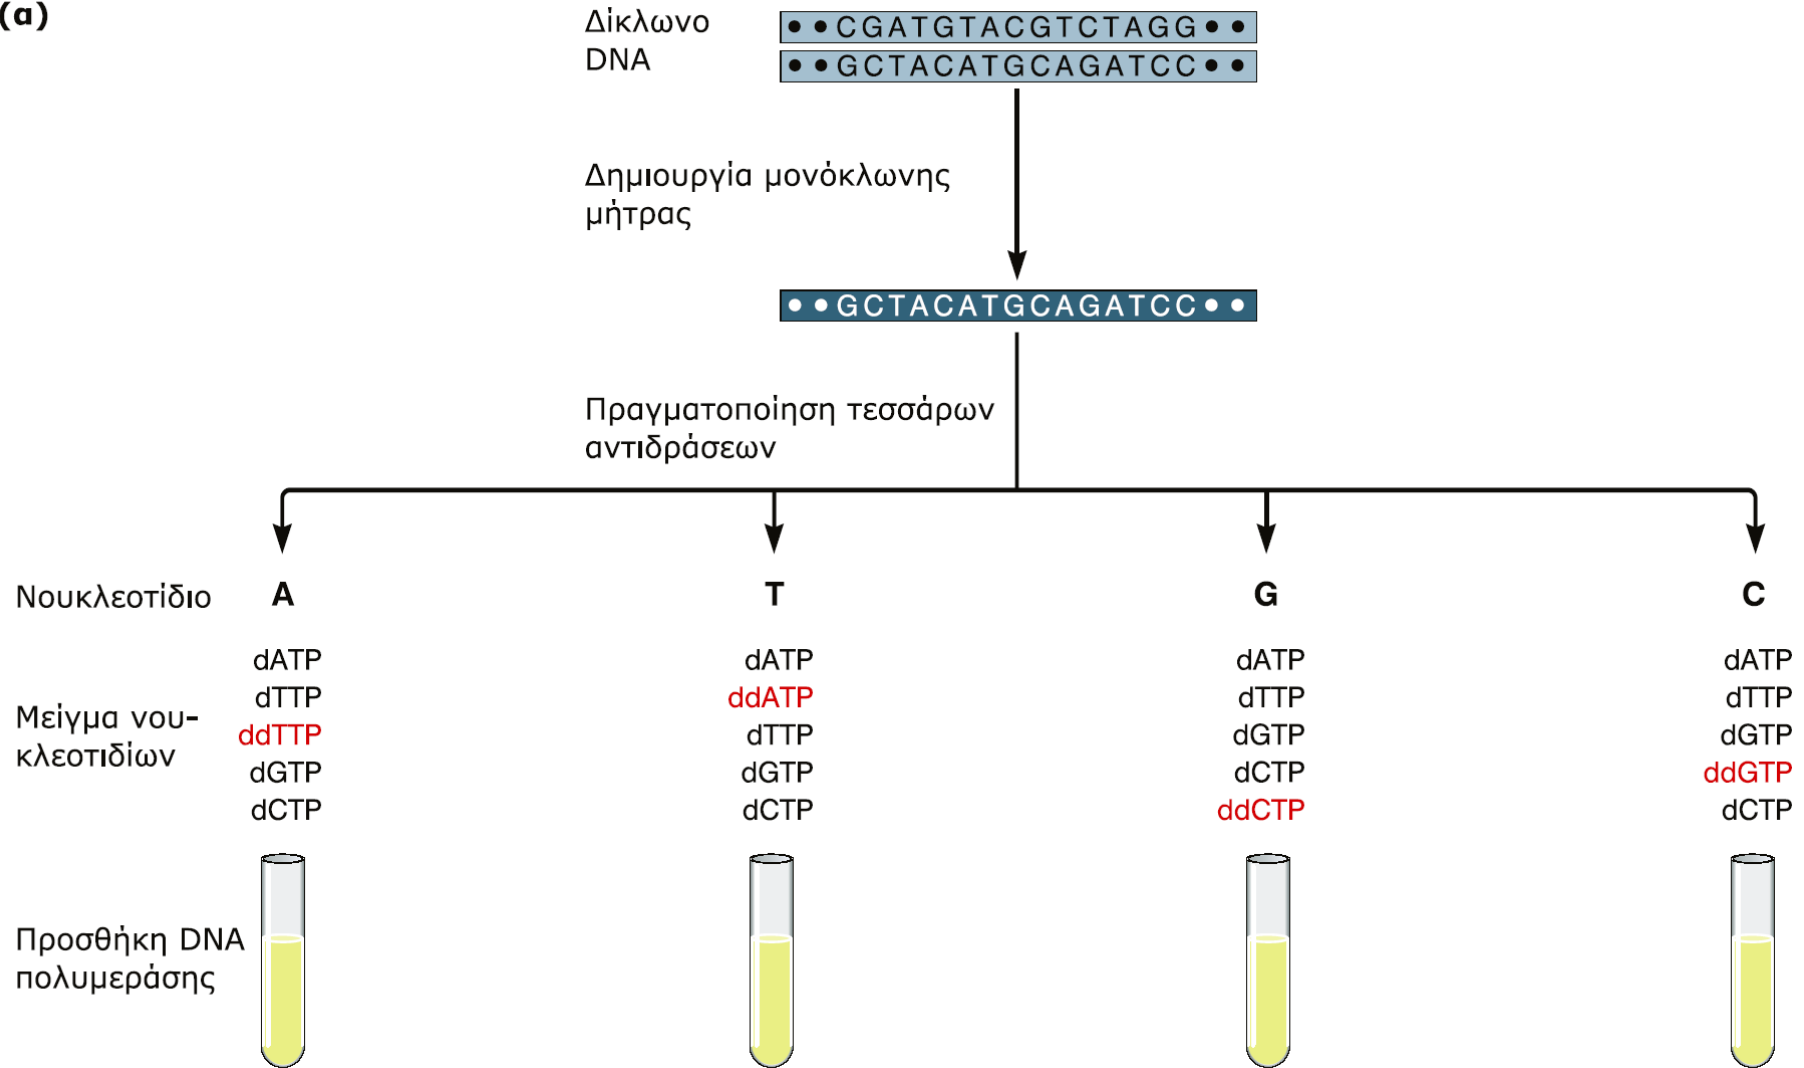 (α)
Δίκλωνο
DNA
• • CGATGTACGTCTAGG • •
• • GCTACATGCAGATCC • •
Δημιουργία μονόκλωνης
μήτρας
• • GCTACATGCAGATCC • •
Πραγματοποίηση τεσσάρων
αντιδράσεων
Νουκλεοτίδιο A T G C
Μείγμα νου-
κλεοτιδίων
dATP
dTTP
ddTTP
dGTP
dCTP
dATP
ddATP
dTTP
dGTP
dCTP
dATP
dTTP
dGTP
dCTP
ddCTP
dATP
dTTP
dGTP
ddGTP
dCTP
Προσθήκη DNA
πολυμεράσης